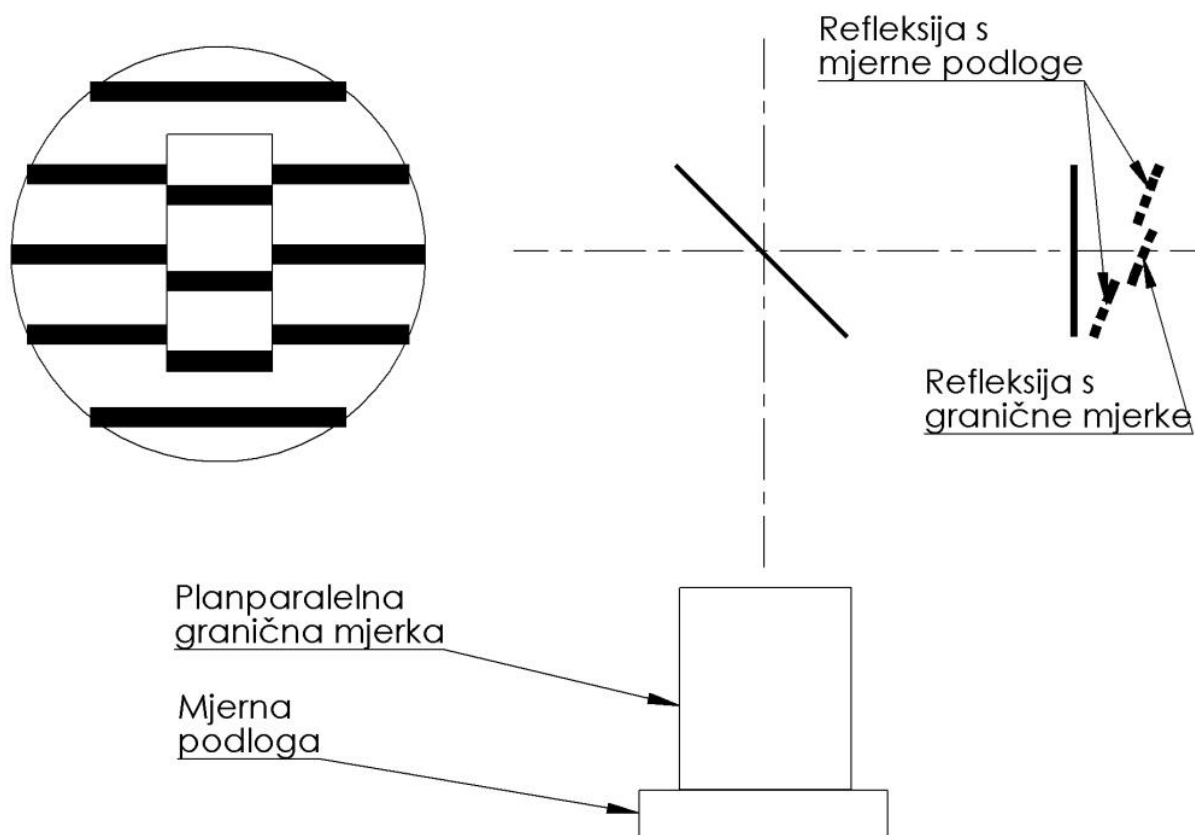 Refleksija s
mjerne podloge
Refleksija s
granične mjerke
Planparalelna
granična mjerka
Mjerna
podloga